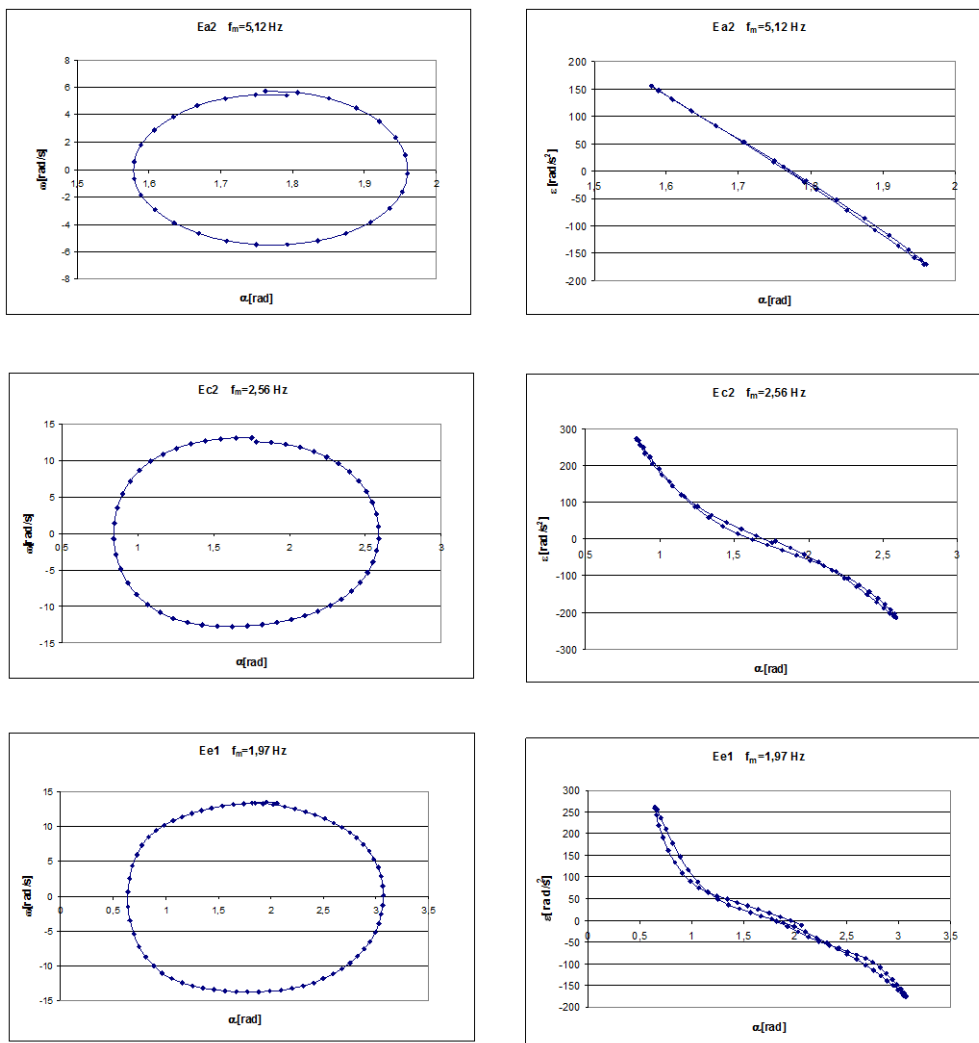 Ea2 fm=5,12 Hz
ω[rad/s]
8
6
4
2
0
-2
-4
-6
-8
1,5 1,6 1,7 1,8 1,9 2
α[rad]
Ea2 fm=5,12 Hz
ε[rad/s²]
200
150
100
50
0
-50
-100
-150
-200
1,5 1,6 1,7 1,8 1,9 2
α[rad]
Ec2 fm=2,56 Hz
ω[rad/s]
15
10
5
0
-5
-10
-15
0,5 1 1,5 2 2,5 3
α[rad]
Ec2 fm=2,56 Hz
ε[rad/s²]
300
200
100
0
-100
-200
-300
0,5 1 1,5 2 2,5 3
α[rad]
Ee1 fm=1,97 Hz
ω[rad/s]
15
10
5
0
-5
-10
-15
0 0,5 1 1,5 2 2,5 3 3,5
α[rad]
Ee1 fm=1,97 Hz
ε[rad/s²]
300
250
200
150
100
50
0
-50
-100
-150
-200
0 0,5 1 1,5 2 2,5 3 3,5
α[rad]